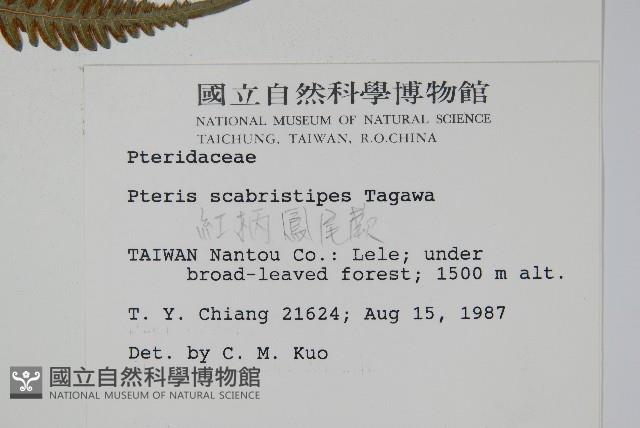 國立自然科學博物館
NATIONAL MUSEUM OF NATURAL SCIENCE
TAICHUNG, TAIWAN, R.O.CHINA
Pteridaceae
Pteris scabristipes Tagawa
紅柄鳳尾蕨
TAIWAN Nantou Co.: Lele; under
broad-leaved forest; 1500 m alt.
T. Y. Chiang 21624; Aug 15, 1987
Det. by C. M. Kuo
國立自然科學博物館
NATIONAL MUSEUM OF NATURAL SCIENCE